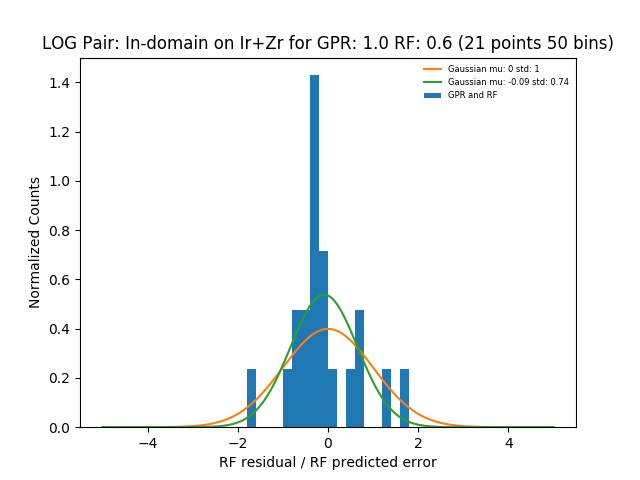 LOG Pair: In-domain on Ir+Zr for GPR: 1.0 RF: 0.6 (21 points 50 bins)
Gaussian mu: 0 std: 1
Gaussian mu: -0.09 std: 0.74
GPR and RF
Normalized Counts
1.4
1.2
1.0
0.8
0.6
0.4
0.2
0.0
−4 −2 0 2 4
RF residual / RF predicted error